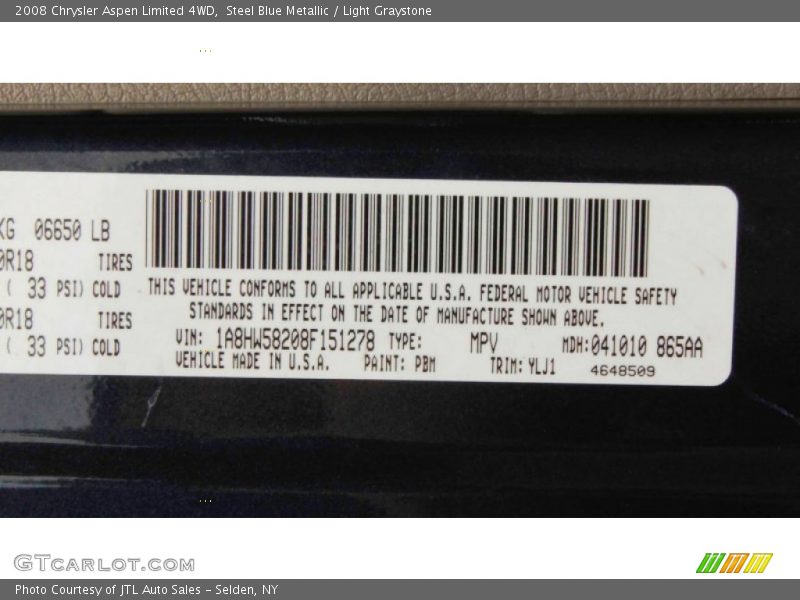 2008 Chrysler Aspen Limited 4WD, Steel Blue Metallic / Light Graystone
KG 06650 LB
0R18 TIRES
( 33 PSI) COLD
0R18 TIRES
( 33 PSI) COLD
THIS VEHICLE CONFORMS TO ALL APPLICABLE U.S.A. FEDERAL MOTOR VEHICLE SAFETY
STANDARDS IN EFFECT ON THE DATE OF MANUFACTURE SHOWN ABOVE.
VIN: 1A8HW58208F151278 TYPE: MPV MDH:041010 865AA
VEHICLE MADE IN U.S.A. PAINT: PBM TRIM: YLJ1 4648509
GTCARLOT.COM
Photo Courtesy of JTL Auto Sales - Selden, NY